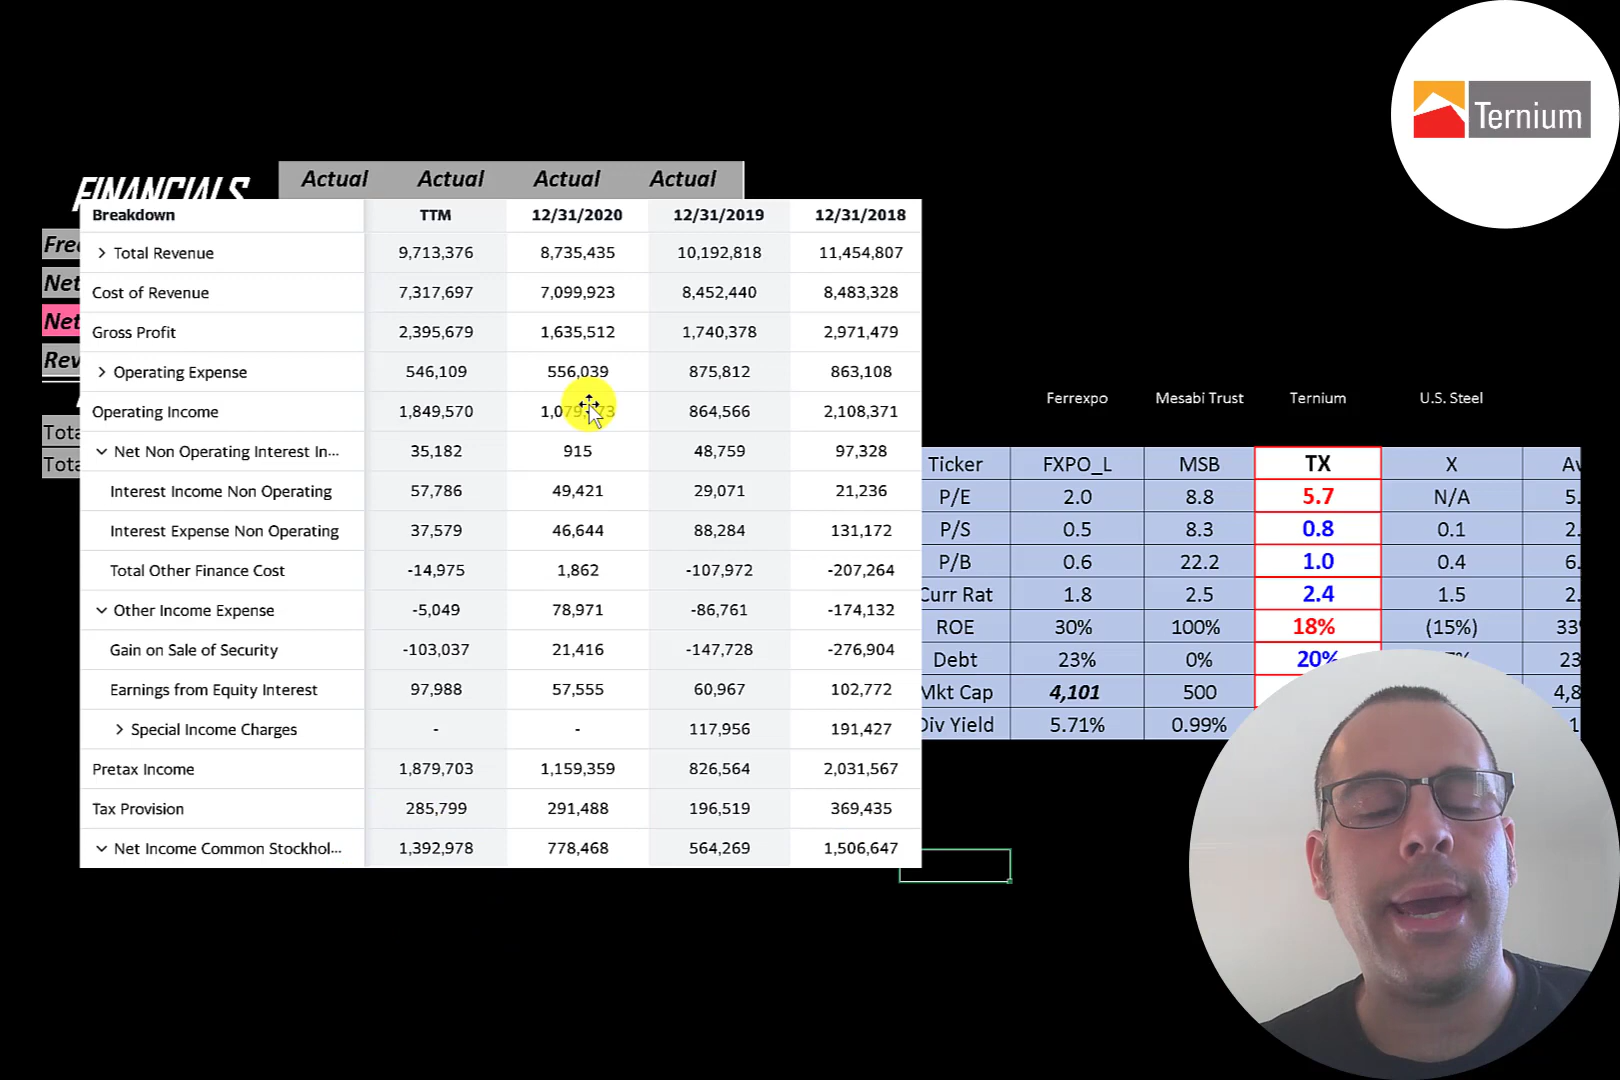 Ternium
FINANCIALS Actual Actual Actual Actual
Breakdown TTM 12/31/2020 12/31/2019 12/31/2018
Total Revenue 9,713,376 8,735,435 10,192,818 11,454,807
Cost of Revenue 7,317,697 7,099,923 8,452,440 8,483,328
Net
Gross Profit 2,395,679 1,635,512 1,740,378 2,971,479
Net
Operating Expense 546,109 556,039 875,812 863,108
Rev
Operating Income 1,849,570 864,566 2,108,371
Net Non Operating Interest In... 35,182 915 48,759 97,328
Interest Income Non Operating 57,786 49,421 29,071 21,236
Interest Expense Non Operating 37,579 46,644 88,284 131,172
Total Other Finance Cost -14,975 1,862 -107,972 -207,264
Other Income Expense -5,049 78,971 -86,761 -174,132
Gain on Sale of Security -103,037 21,416 -147,728 -276,904
Earnings from Equity Interest 97,988 57,555 60,967 102,772
Special Income Charges - - 117,956 191,427
Pretax Income 1,879,703 1,159,359 826,564 2,031,567
Tax Provision 285,799 291,488 196,519 369,435
Net Income Common Stockhol... 1,392,978 778,468 564,269 1,506,647
Ferrexpo Mesabi Trust Ternium U.S. Steel
Ticker FXPO_L MSB TX X
P/E 2.0 8.8 5.7 N/A
P/S 0.5 8.3 0.8 0.1
P/B 0.6 22.2 1.0 0.4
Curr Rat 1.8 2.5 2.4 1.5
ROE 30% 100% 18% (15%)
Debt 23% 0% 20%
Mkt Cap 4,101 500
Div Yield 5.71% 0.99%